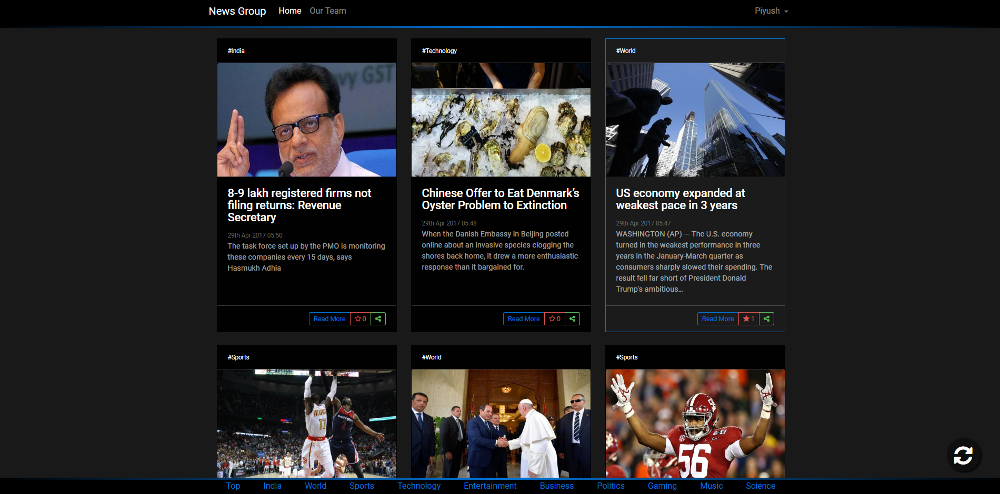 News Group Home Our Team Piyush
#India
vy GST
8-9 lakh registered firms not
filing returns: Revenue
Secretary
29th Apr 2017 05:50
The task force set up by the PMO is monitoring
these companies every 15 days, says
Hasmukh Adhia
Read More 0
#Technology
Chinese Offer to Eat Denmark’s
Oyster Problem to Extinction
29th Apr 2017 05:48
When the Danish Embassy in Beijing posted
online about an invasive species clogging the
shores back home, it drew a more enthusiastic
response than it bargained for.
Read More 0
#World
US economy expanded at
weakest pace in 3 years
29th Apr 2017 05:47
WASHINGTON (AP) — The U.S. economy
turned in the weakest performance in three
years in the January-March quarter as
consumers sharply slowed their spending. The
result fell far short of President Donald
Trump's ambitious…
Read More 1
#Sports
ATLANTA
17
Washington
2
#World
#Sports
A
56
Top India World Sports Technology Entertainment Business Politics Gaming Music Science